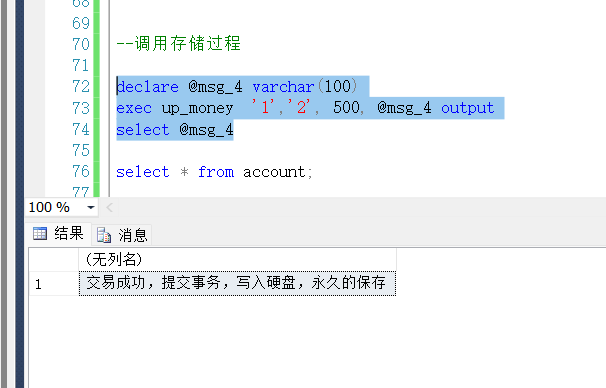 68
69
70 --调用存储过程
71
72 declare @msg_4 varchar(100)
73 exec up_money '1','2', 500, @msg_4 output
74 select @msg_4
75
76 select * from account;
77
100 %
结果 消息
(无列名)
1 交易成功，提交事务，写入硬盘，永久的保存